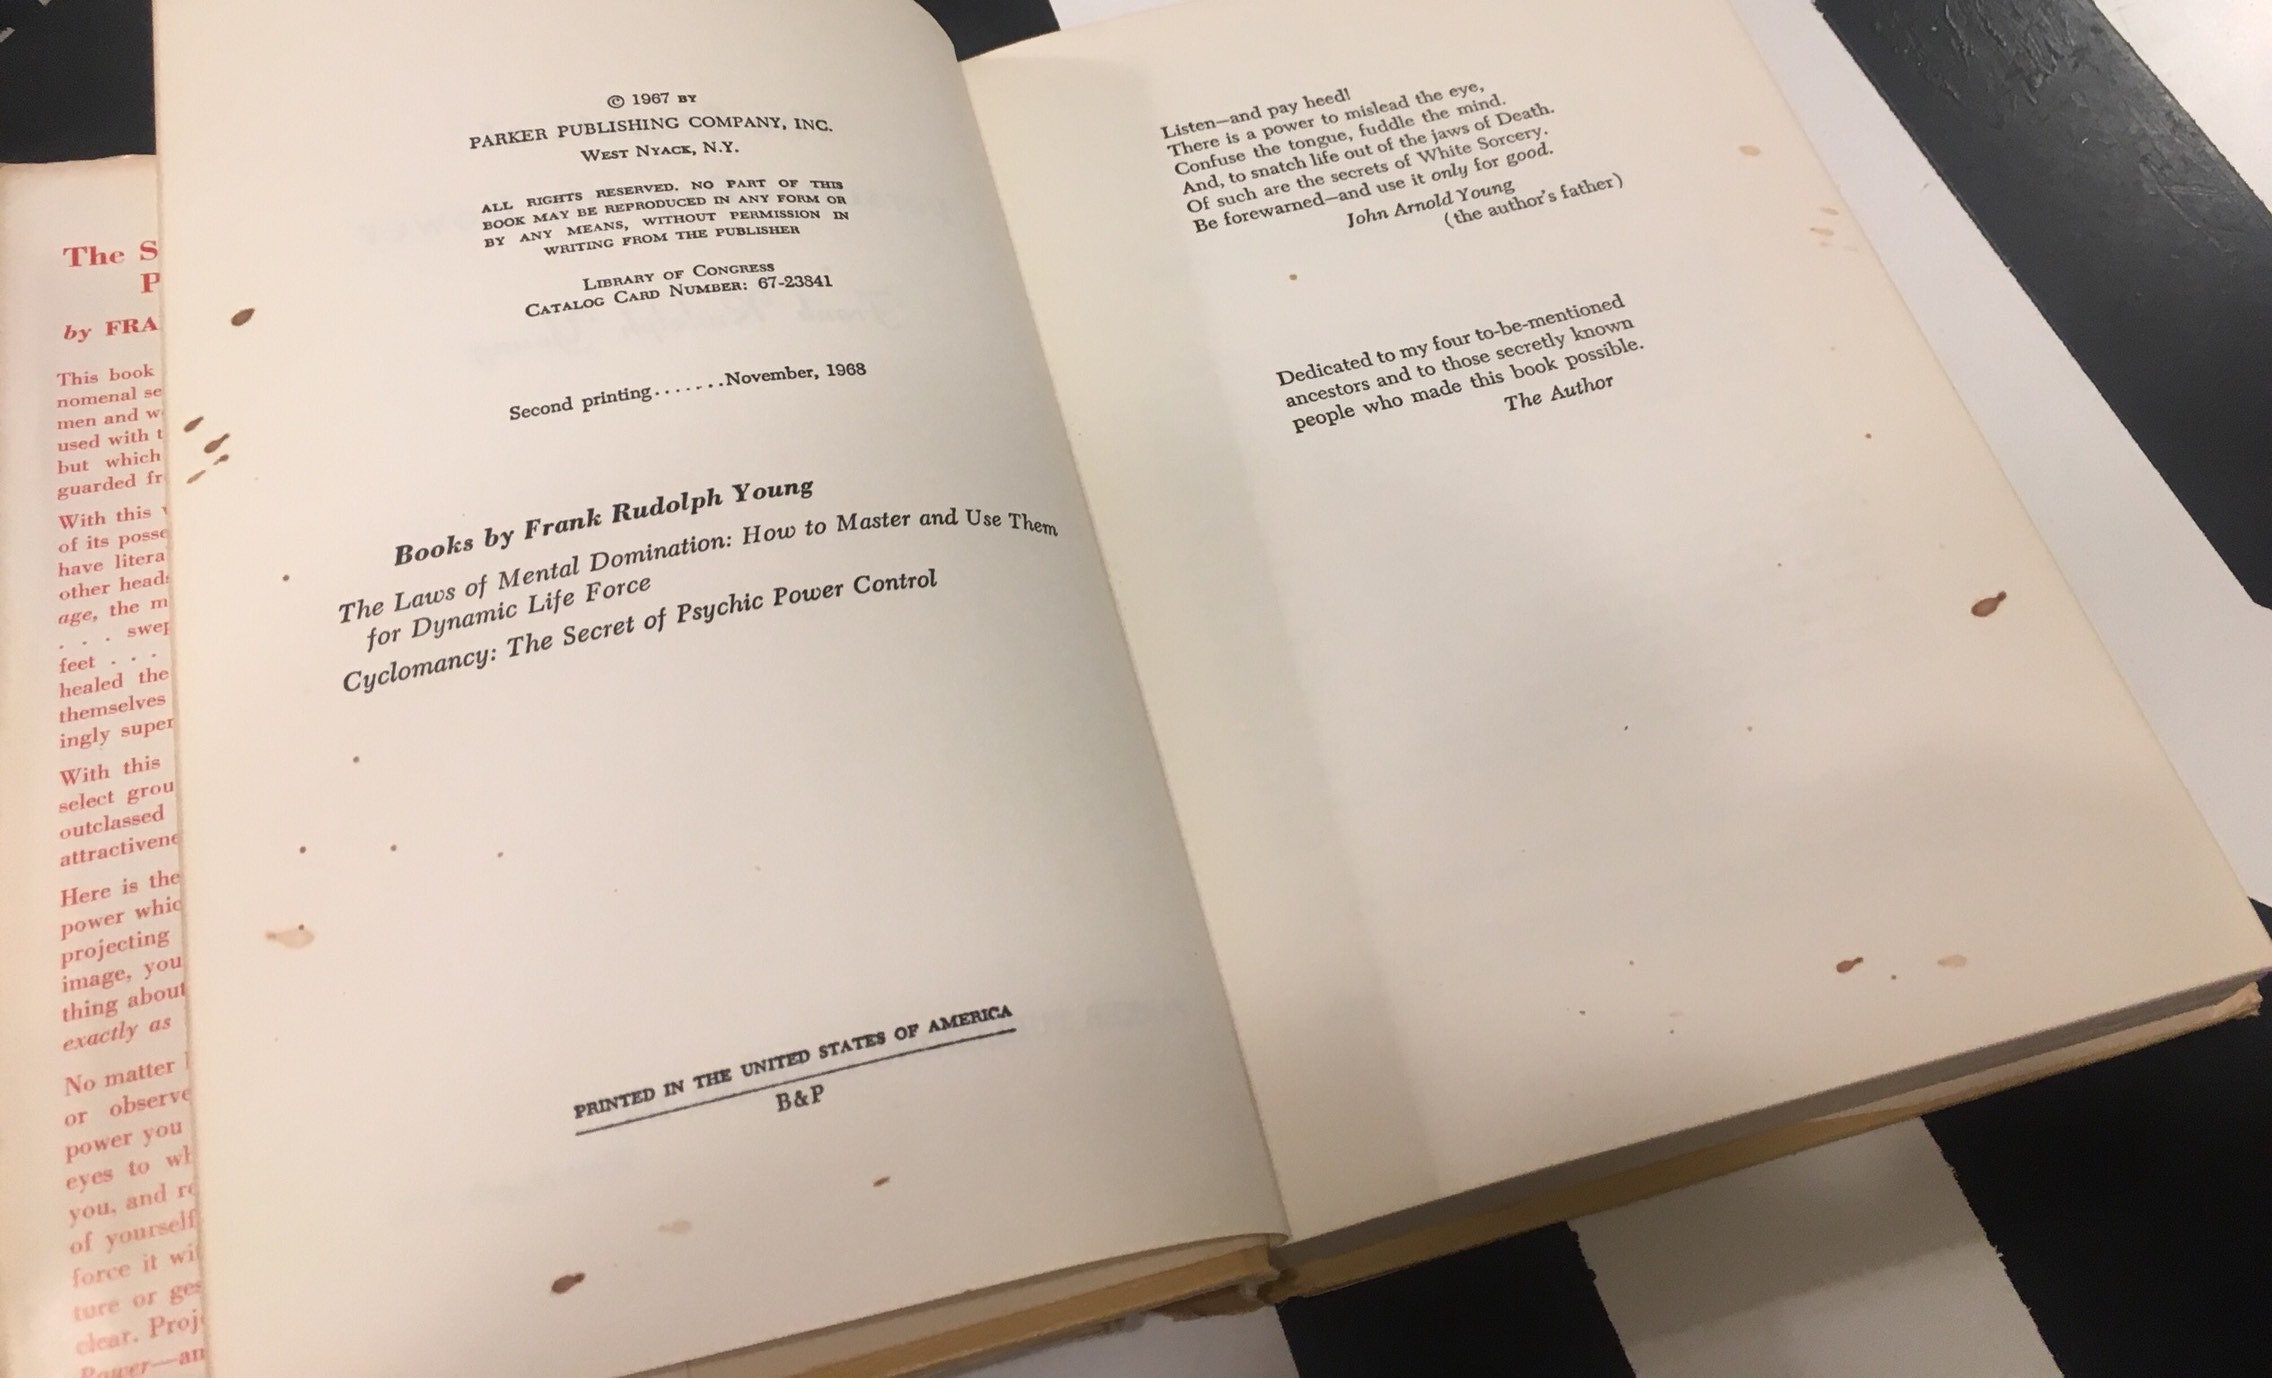 The S
P
by FRA
This book
nomenal se
men and w
used with t
but which
guarded fr
With this
of its posse
have litera
other heads
age, the m
. . . swep
feet . . .
healed the
themselves
ingly super
With this
select grou
outclassed
attractivene
Here is the
power whic
projecting
image, you
thing about
exactly as
No matter
or observe
power you
eyes to wh
you, and re
of yourself
force it wi
ture or ges
clear. Proj
Power—an
© 1967 BY
PARKER PUBLISHING COMPANY, INC.
WEST NYACK, N.Y.
ALL RIGHTS RESERVED. NO PART OF THIS
BOOK MAY BE REPRODUCED IN ANY FORM OR
BY ANY MEANS, WITHOUT PERMISSION IN
WRITING FROM THE PUBLISHER
LIBRARY OF CONGRESS
CATALOG CARD NUMBER: 67-23841
Second printing.......November, 1968
Books by Frank Rudolph Young
The Laws of Mental Domination: How to Master and Use Them
for Dynamic Life Force
Cyclomancy: The Secret of Psychic Power Control
PRINTED IN THE UNITED STATES OF AMERICA
B&P
Listen—and pay heed!
There is a power to mislead the eye,
Confuse the tongue, fuddle the mind.
And, to snatch life out of the jaws of Death.
Of such are the secrets of White Sorcery.
Be forewarned—and use it only for good.
John Arnold Young
(the author's father)
Dedicated to my four to-be-mentioned
ancestors and to those secretly known
people who made this book possible.
The Author